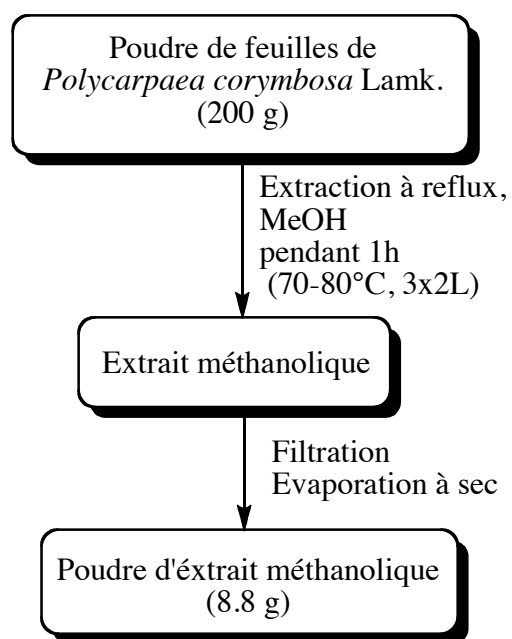 Poudre de feuilles de
Polycarpaea corymbosa Lamk.
(200 g)
Extraction à reflux,
MeOH
pendant 1h
(70-80°C, 3x2L)
Extrait méthanolique
Filtration
Evaporation à sec
Poudre d'éxtrait méthanolique
(8.8 g)